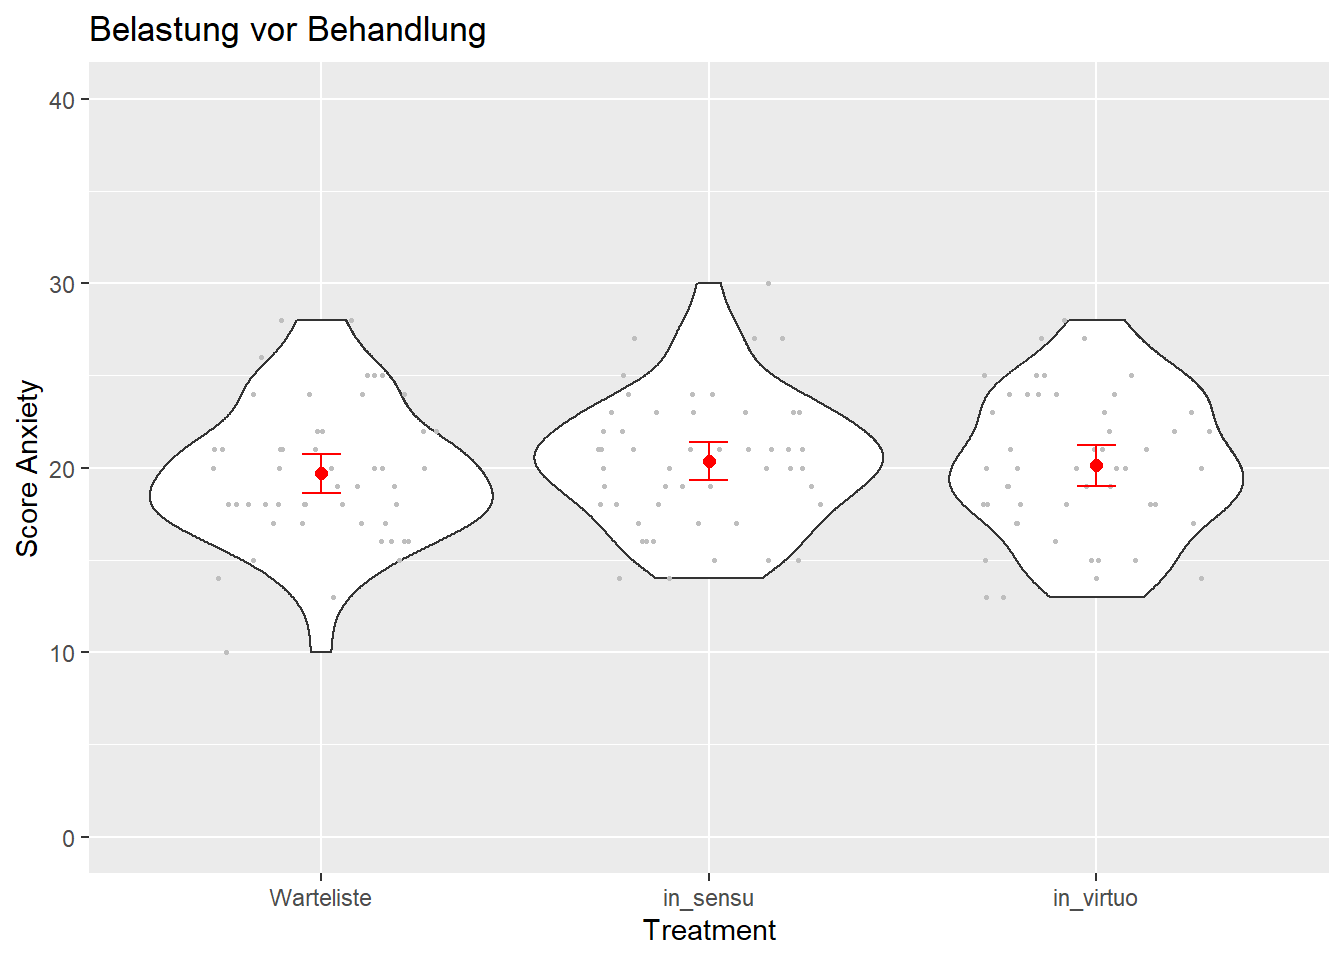 Belastung vor Behandlung
Score Anxiety
40
30
20
10
0
Warteliste in_sensu in_virtuo
Treatment